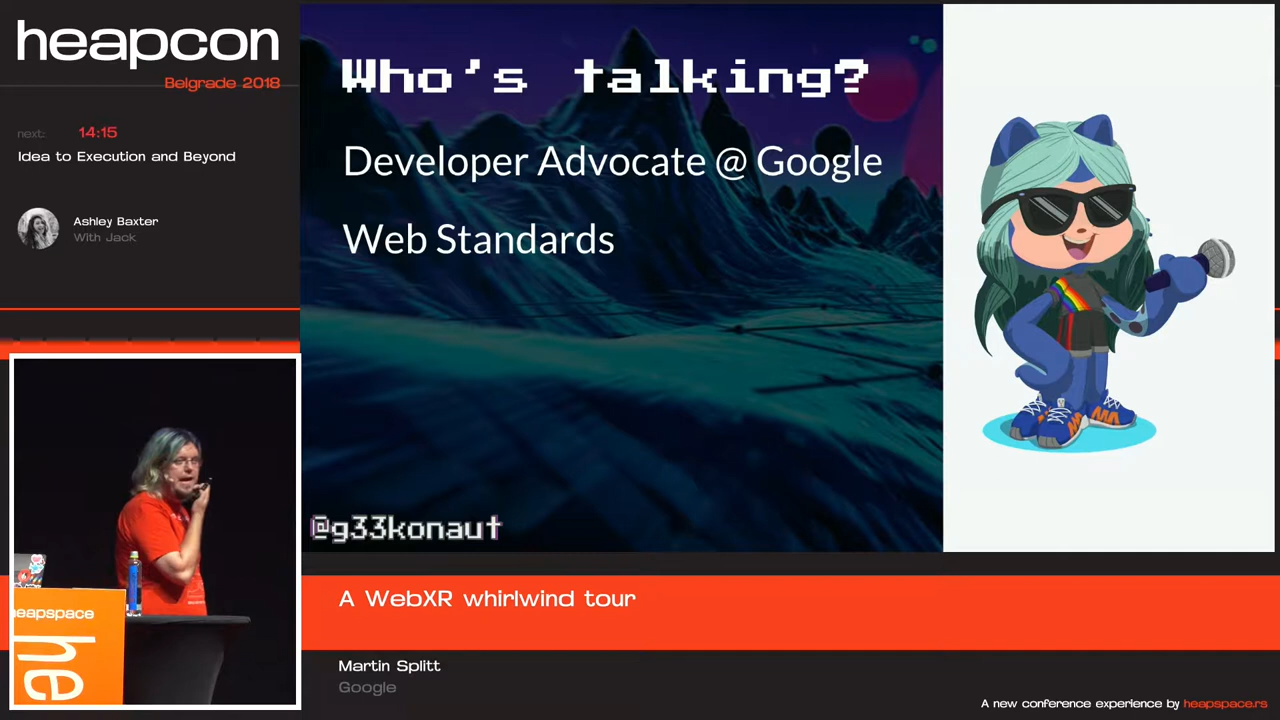 heapcon
Belgrade 2018
next: 14:15
Idea to Execution and Beyond
Ashley Baxter
With Jack
Who's talking?
Developer Advocate @ Google
Web Standards
@g33konaut
heapspace
he
A WebXR whirlwind tour
Martin Splitt
Google
A new conference experience by heapspace.rs